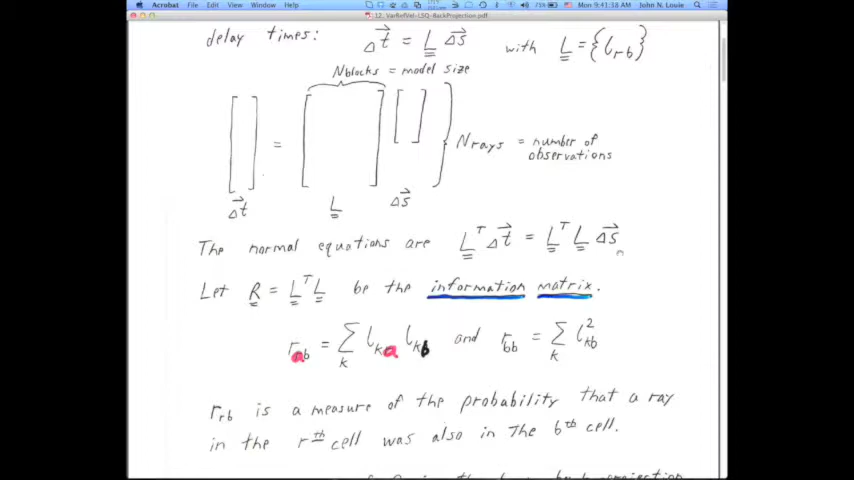 Acrobat File Edit View Window Help 75% Mon 9:41:38 AM John N. Louie
12. VarRefVel-LSQ-BackProjection.pdf
delay times: Δt = L Δs with L = {l_rb}
Nblocks = model size
[ ] = [ ] [ ] } Nrays = number of observations
Δt L Δs
The normal equations are L^T Δt = L^T L Δs
Let R = L^T L be the information matrix.
r_ab = Σ_k l_ka l_kb and r_bb = Σ_k l_kb^2
r_rb is a measure of the probability that a ray
in the r^th cell was also in the b^th cell.